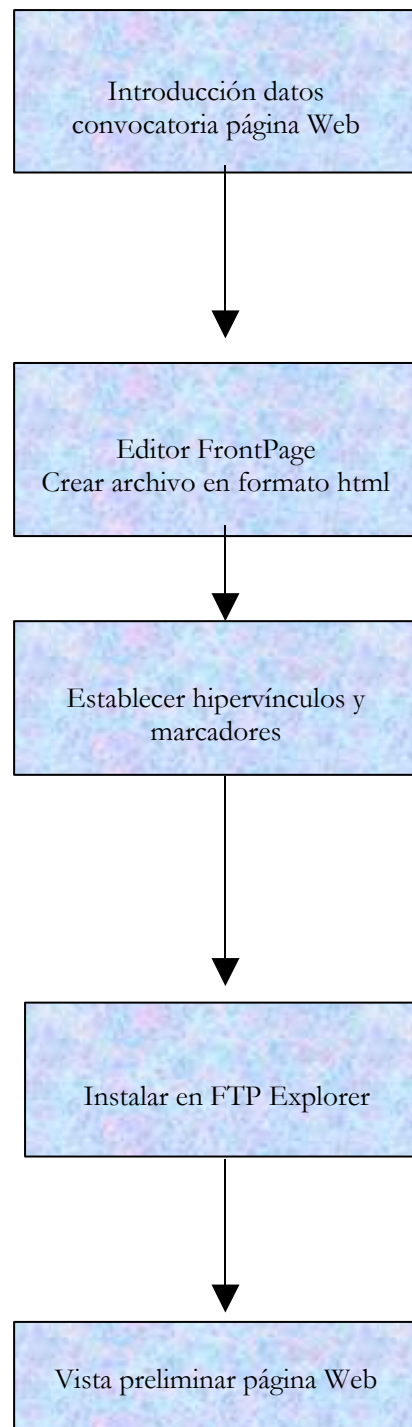 Introducción datos
convocatoria página Web
Editor FrontPage
Crear archivo en formato html
Establecer hipervínculos y
marcadores
Instalar en FTP Explorer
Vista preliminar página Web